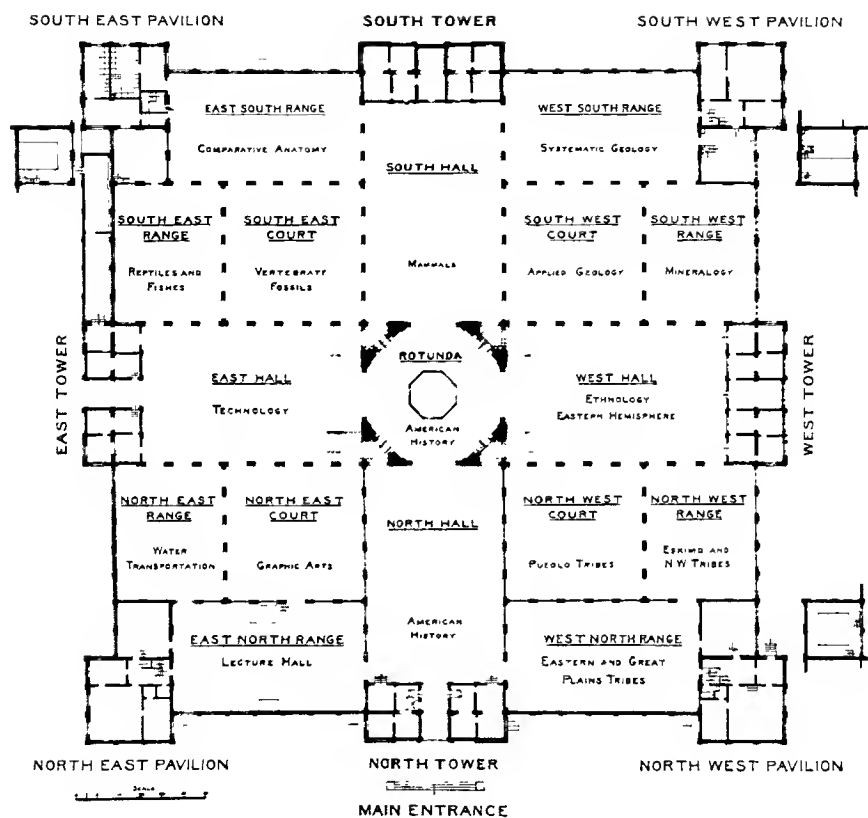 SOUTH EAST PAVILION
SOUTH TOWER
SOUTH WEST PAVILION
EAST SOUTH RANGE
COMPARATIVE ANATOMY
SOUTH HALL
MAMMALS
WEST SOUTH RANGE
SYSTEMATIC GEOLOGY
SOUTH EAST
RANGE
REPTILES AND
FISHES
SOUTH EAST
COURT
VERTEBRATE
FOSSILS
SOUTH WEST
COURT
APPLIED GEOLOGY
SOUTH WEST
RANGE
MINERALOGY
EAST TOWER
EAST HALL
TECHNOLOGY
ROTUNDA
AMERICAN
HISTORY
WEST HALL
ETHNOLOGY
EASTERN HEMISPHERE
WEST TOWER
NORTH EAST
RANGE
WATER
TRANSPORTATION
NORTH EAST
COURT
GRAPHIC ARTS
NORTH HALL
AMERICAN
HISTORY
NORTH WEST
COURT
PUEBLO TRIBES
NORTH WEST
RANGE
ESKIMO AND
N W TRIBES
EAST NORTH RANGE
LECTURE HALL
WEST NORTH RANGE
EASTERN AND GREAT
PLAINS TRIBES
NORTH EAST PAVILION
NORTH TOWER
NORTH WEST PAVILION
SCALE
MAIN ENTRANCE